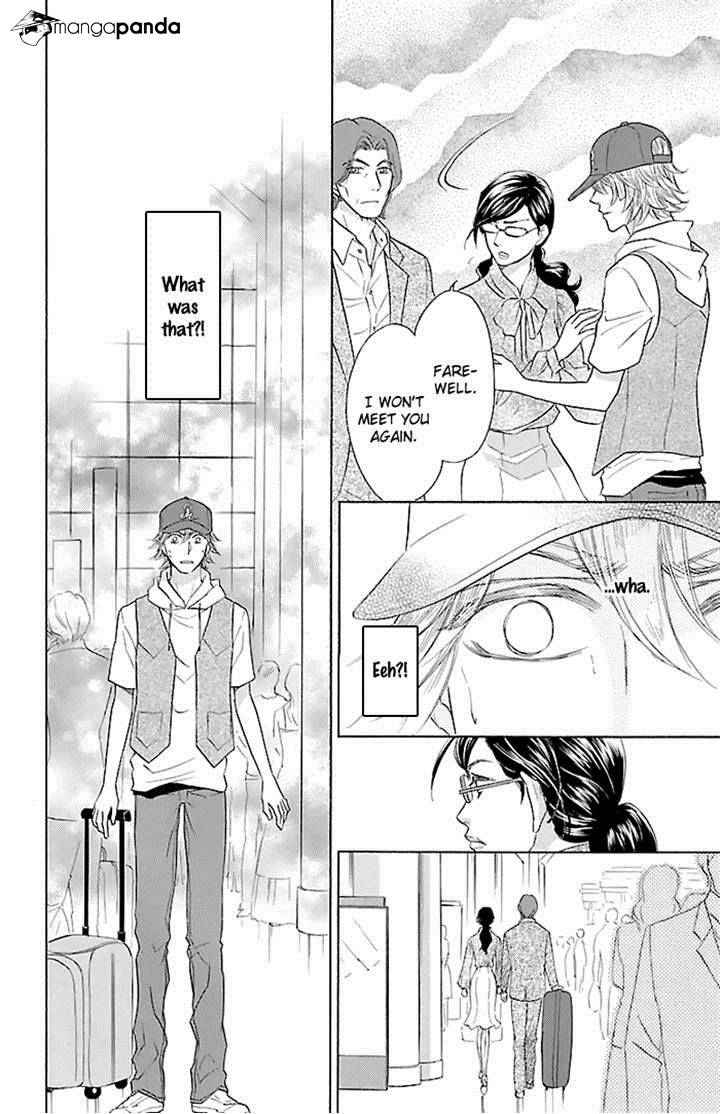 mangapanda
FARE-
WELL.
I WON'T
MEET YOU
AGAIN.
...wha.
Eeh?!
What
was
that?!